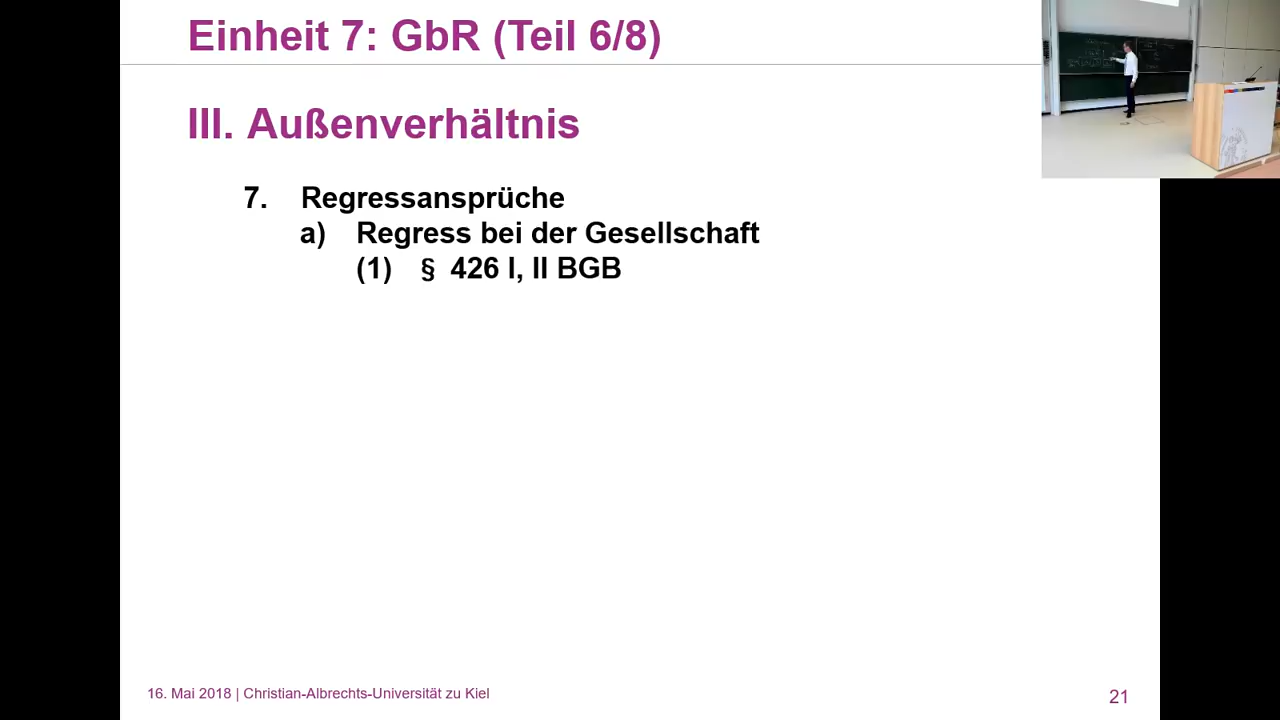 Einheit 7: GbR (Teil 6/8)
III. Außenverhältnis
7. Regressansprüche
a) Regress bei der Gesellschaft
(1) § 426 I, II BGB
16. Mai 2018 | Christian-Albrechts-Universität zu Kiel
21